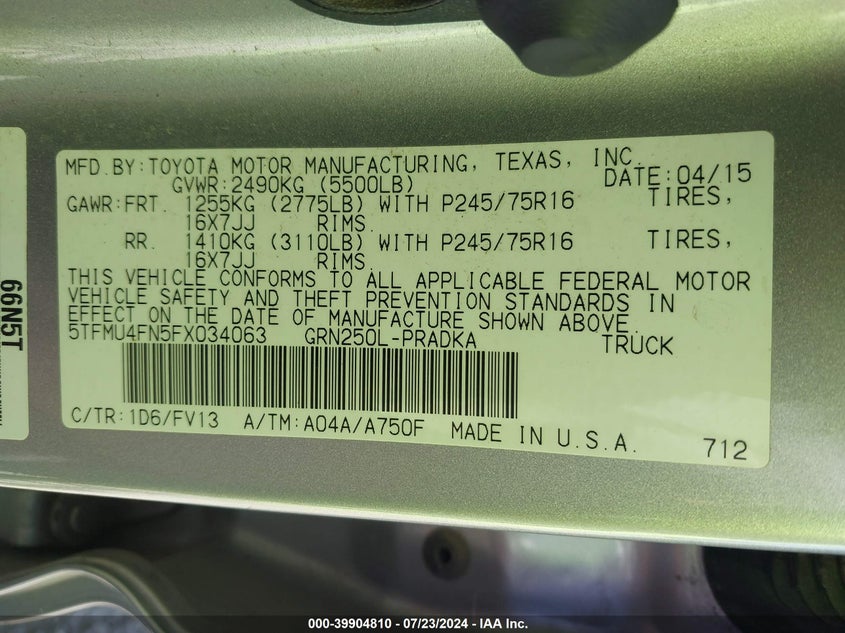 MFD.BY:TOYOTA MOTOR MANUFACTURING, TEXAS, INC.
GVWR:2490KG (5500LB) DATE:04/15
GAWR:FRT. 1255KG (2775LB) WITH P245/75R16 TIRES,
16X7JJ RIMS.
RR. 1410KG (3110LB) WITH P245/75R16 TIRES,
16X7JJ RIMS.
THIS VEHICLE CONFORMS TO ALL APPLICABLE FEDERAL MOTOR
VEHICLE SAFETY AND THEFT PREVENTION STANDARDS IN
EFFECT ON THE DATE OF MANUFACTURE SHOWN ABOVE.
5TFMU4FN5FX034063 GRN250L-PRADKA TRUCK
C/TR:1D6/FV13 A/TM:A04A/A750F MADE IN U.S.A.
712
66N5T
000-39904810 / 07/23/2024 - IAA Inc.